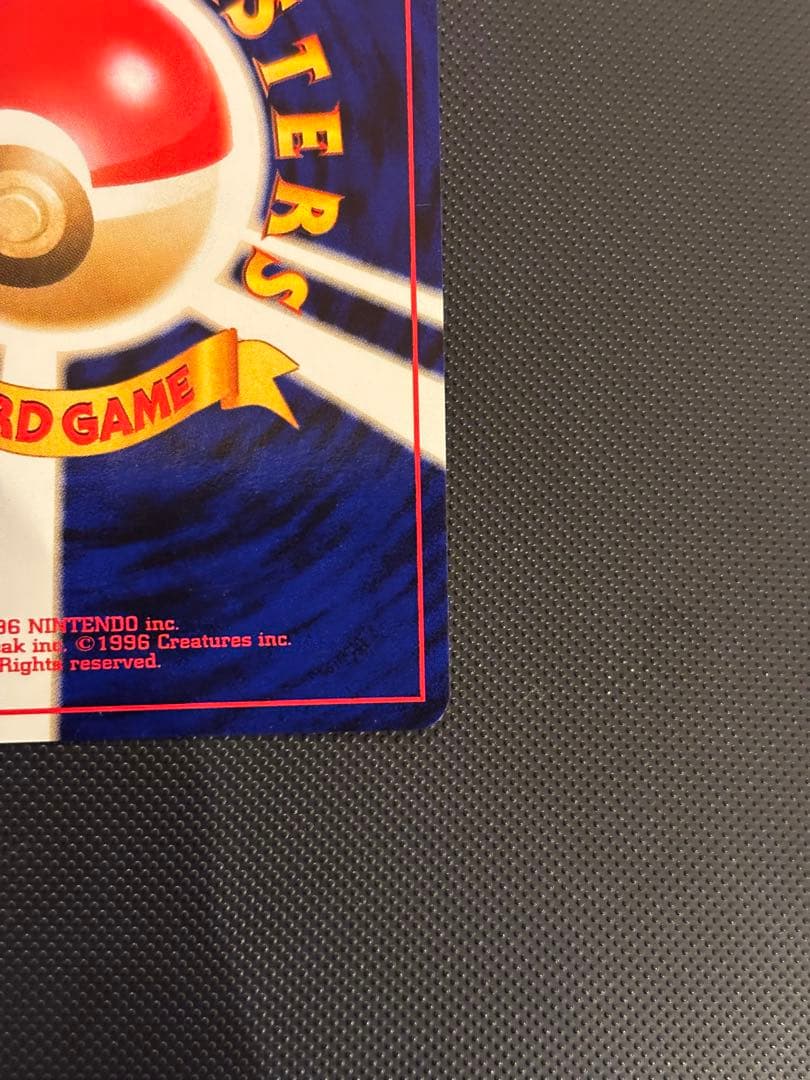 STERS
RD GAME
96 NINTENDO inc.
ak inc. ©1996 Creatures inc.
Rights reserved.